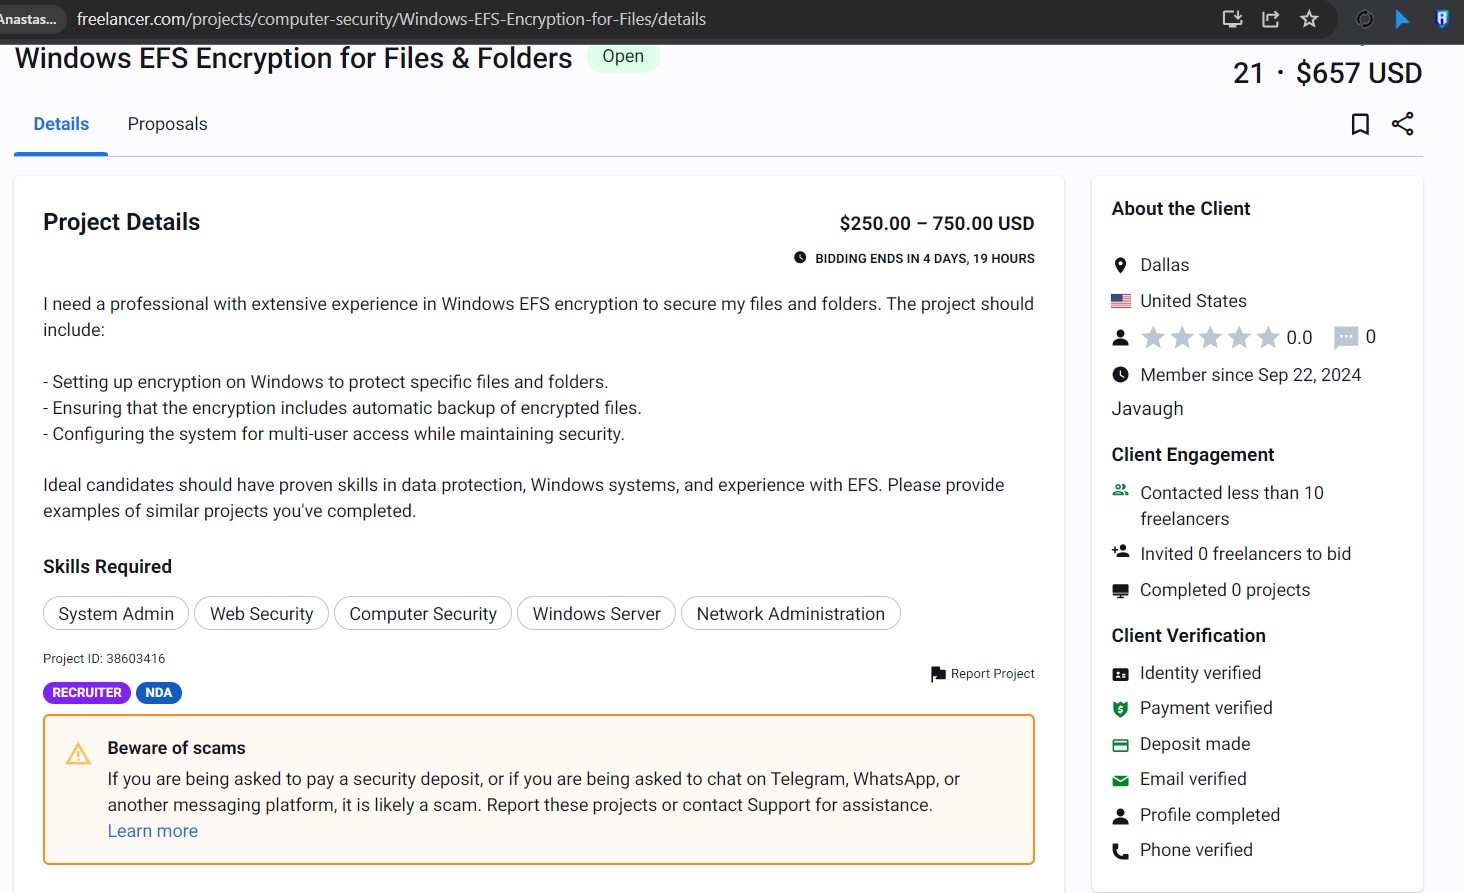 Anastas...
freelancer.com/projects/computer-security/Windows-EFS-Encryption-for-Files/details
Windows EFS Encryption for Files & Folders
Open
21 · $657 USD
Details
Proposals
Project Details
$250.00 – 750.00 USD
BIDDING ENDS IN 4 DAYS, 19 HOURS
I need a professional with extensive experience in Windows EFS encryption to secure my files and folders. The project should
include:
- Setting up encryption on Windows to protect specific files and folders.
- Ensuring that the encryption includes automatic backup of encrypted files.
- Configuring the system for multi-user access while maintaining security.
Ideal candidates should have proven skills in data protection, Windows systems, and experience with EFS. Please provide
examples of similar projects you've completed.
Skills Required
System Admin
Web Security
Computer Security
Windows Server
Network Administration
Project ID: 38603416
Report Project
RECRUITER
NDA
Beware of scams
If you are being asked to pay a security deposit, or if you are being asked to chat on Telegram, WhatsApp, or
another messaging platform, it is likely a scam. Report these projects or contact Support for assistance.
Learn more
About the Client
Dallas
United States
0.0 0
Member since Sep 22, 2024
Javaugh
Client Engagement
Contacted less than 10
freelancers
Invited 0 freelancers to bid
Completed 0 projects
Client Verification
Identity verified
Payment verified
Deposit made
Email verified
Profile completed
Phone verified